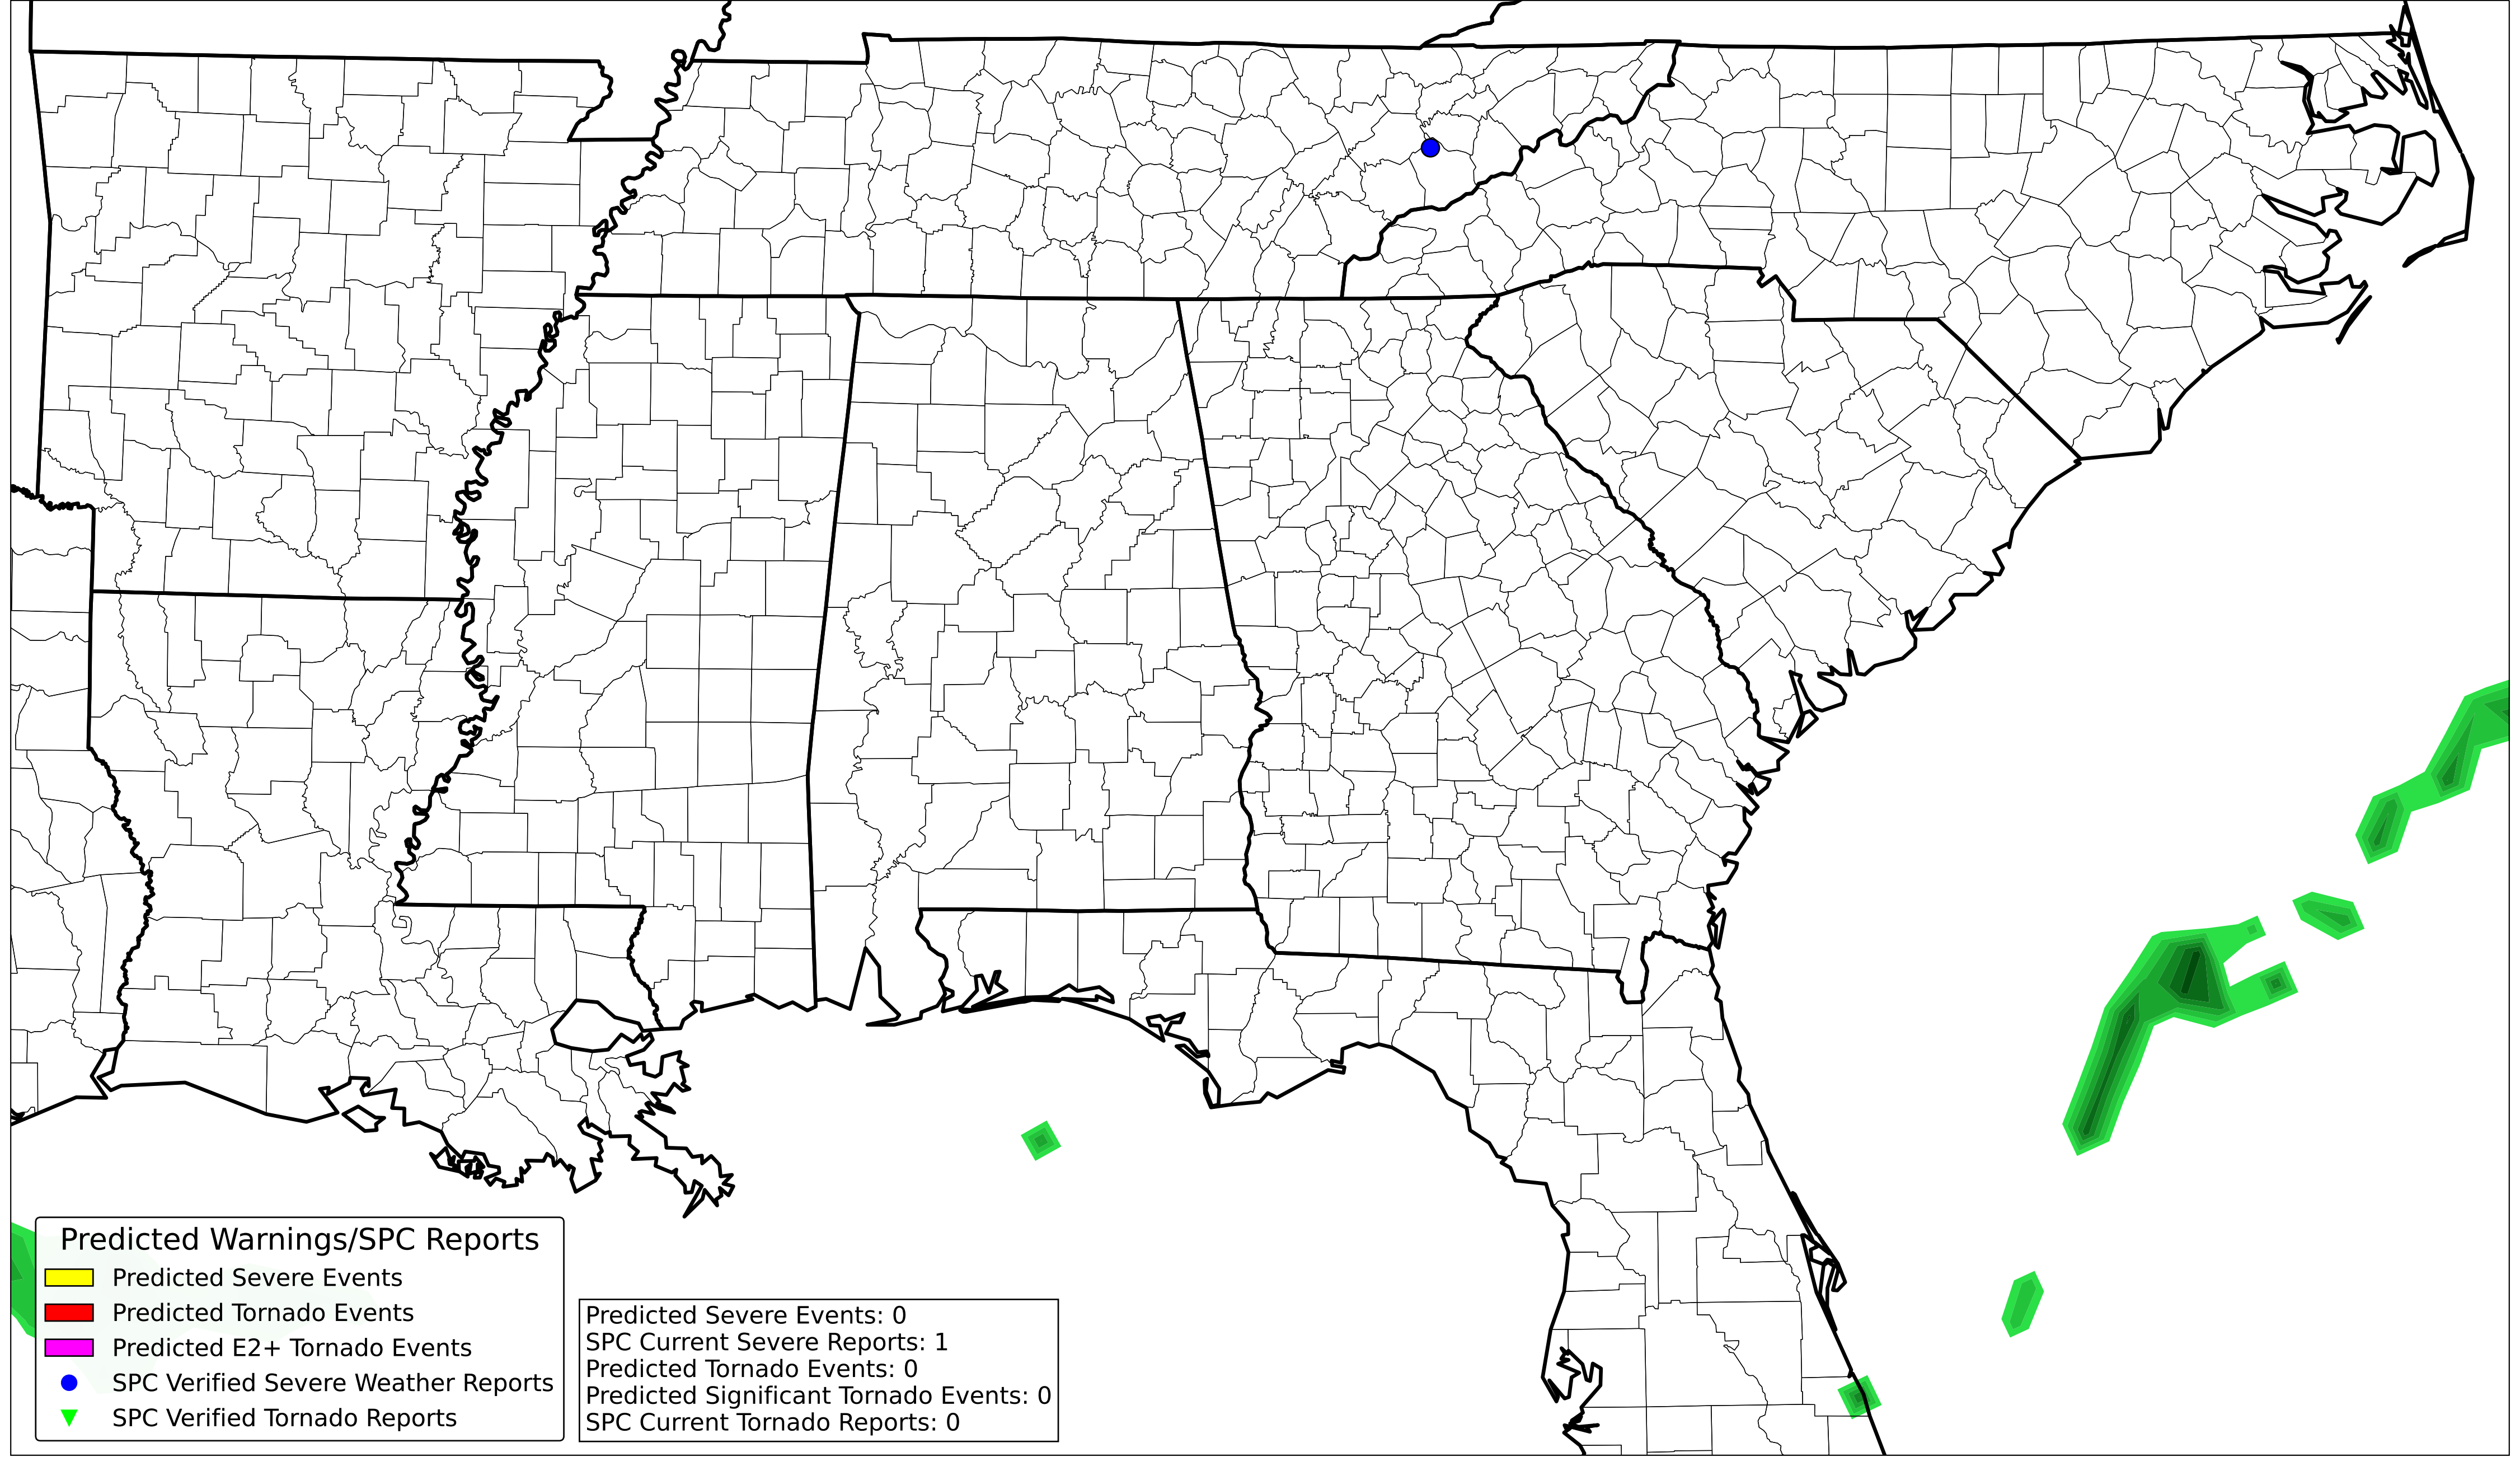 Predicted Warnings/SPC Reports
Predicted Severe Events
Predicted Tornado Events
Predicted E2+ Tornado Events
SPC Verified Severe Weather Reports
SPC Verified Tornado Reports
Predicted Severe Events: 0
SPC Current Severe Reports: 1
Predicted Tornado Events: 0
Predicted Significant Tornado Events: 0
SPC Current Tornado Reports: 0